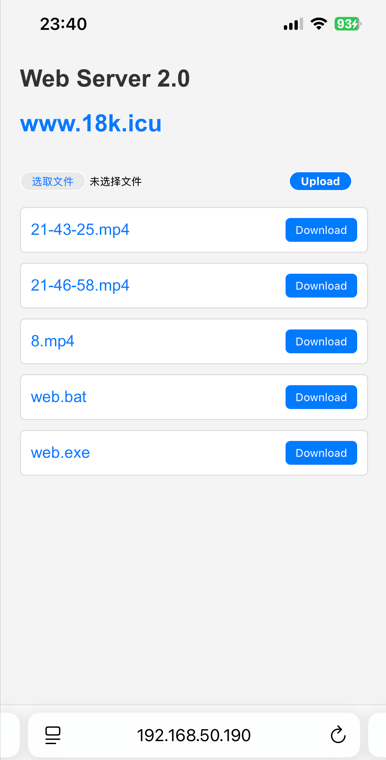 23:40
93
Web Server 2.0
www.18k.icu
选取文件 未选择文件 Upload
21-43-25.mp4 Download
21-46-58.mp4 Download
8.mp4 Download
web.bat Download
web.exe Download
192.168.50.190